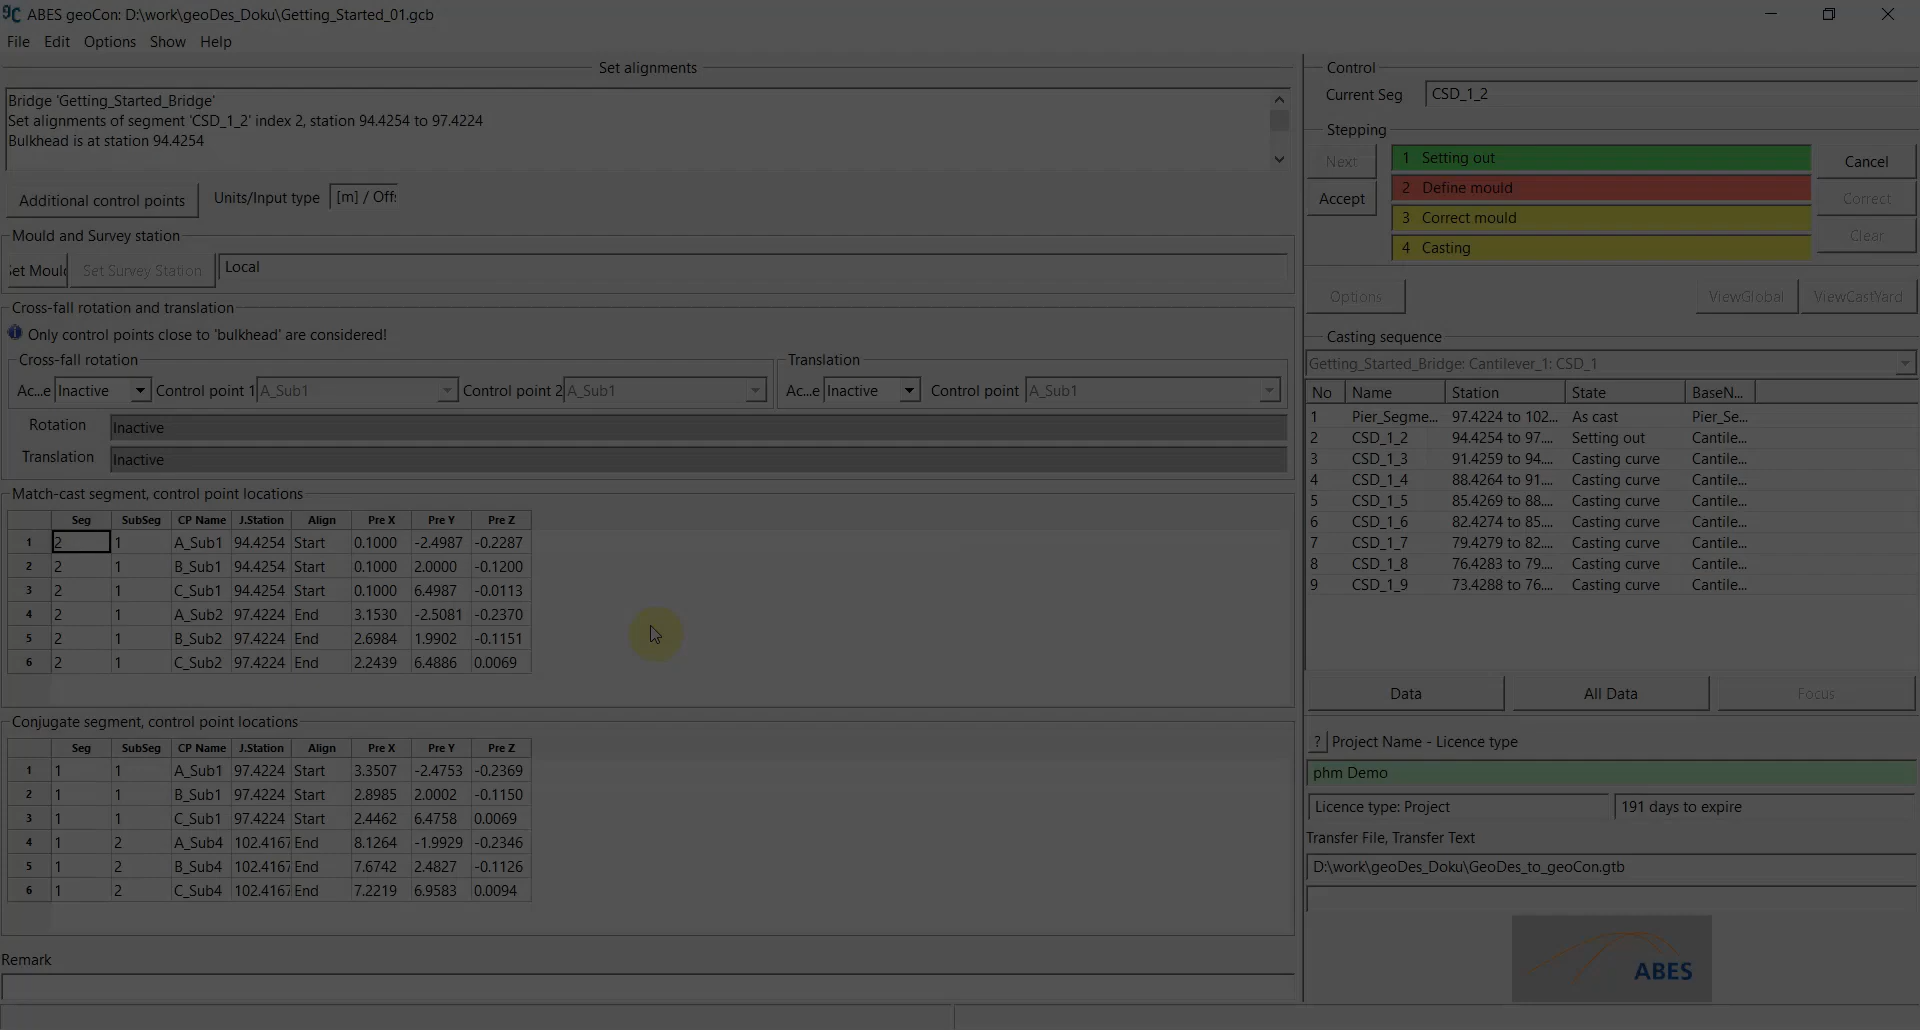 ABES geoCon: D:\work\geoDes_Doku\Getting_Started_01.gcb
File Edit Options Show Help
Set alignments
Bridge 'Getting_Started_Bridge'
Set alignments of segment 'CSD_1_2' index 2, station 94.4254 to 97.4224
Bulkhead is at station 94.4254
Additional control points Units/Input type [m] / Off:
Mould and Survey station
Set Survey Station Local
Cross-fall rotation and translation
Only control points close to 'bulkhead' are considered!
Cross-fall rotation
Ac...e Inactive Control point 1 A_Sub1 Control point 2 A_Sub1
Translation
Ac...e Inactive Control point A_Sub1
Rotation Inactive
Translation Inactive
Match-cast segment, control point locations
Seg SubSeg CP Name J.Station Align Pre X Pre Y Pre Z
1 2 1 A_Sub1 94.4254 Start 0.1000 -2.4987 -0.2287
2 2 1 B_Sub1 94.4254 Start 0.1000 2.0000 -0.1200
3 2 1 C_Sub1 94.4254 Start 0.1000 6.4987 -0.0113
4 2 1 A_Sub2 97.4224 End 3.1530 -2.5081 -0.2370
5 2 1 B_Sub2 97.4224 End 2.6984 1.9902 -0.1151
6 2 1 C_Sub2 97.4224 End 2.2439 6.4886 0.0069
Conjugate segment, control point locations
Seg SubSeg CP Name J.Station Align Pre X Pre Y Pre Z
1 1 1 A_Sub1 97.4224 Start 3.3507 -2.4753 -0.2369
2 1 1 B_Sub1 97.4224 Start 2.8985 2.0002 -0.1150
3 1 1 C_Sub1 97.4224 Start 2.4462 6.4758 0.0069
4 1 2 A_Sub4 102.4167 End 8.1264 -1.9929 -0.2346
5 1 2 B_Sub4 102.4167 End 7.6742 2.4827 -0.1126
6 1 2 C_Sub4 102.4167 End 7.2219 6.9583 0.0094
Remark
Control
Current Seg CSD_1_2
Stepping
Next
Accept
1 Setting out
2 Define mould
3 Correct mould
4 Casting
Cancel
Correct
Clear
Options ViewGlobal ViewCastYard
Casting sequence
Getting_Started_Bridge: Cantilever_1: CSD_1
No Name Station State BaseN...
1 Pier_Segme... 97.4224 to 102... As cast Pier_Se...
2 CSD_1_2 94.4254 to 97.... Setting out Cantile...
3 CSD_1_3 91.4259 to 94.... Casting curve Cantile...
4 CSD_1_4 88.4264 to 91.... Casting curve Cantile...
5 CSD_1_5 85.4269 to 88.... Casting curve Cantile...
6 CSD_1_6 82.4274 to 85.... Casting curve Cantile...
7 CSD_1_7 79.4279 to 82.... Casting curve Cantile...
8 CSD_1_8 76.4283 to 79.... Casting curve Cantile...
9 CSD_1_9 73.4288 to 76.... Casting curve Cantile...
Data All Data Focus
? Project Name - Licence type
phm Demo
Licence type: Project 191 days to expire
Transfer File, Transfer Text
D:\work\geoDes_Doku\GeoDes_to_geoCon.gtb
ABES